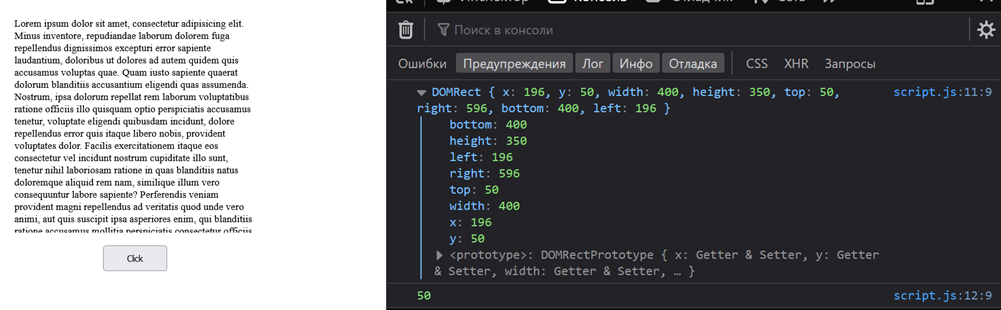 Lorem ipsum dolor sit amet, consectetur adipisicing elit.
Minus inventore, repudiandae laborum dolorem fuga
repellendus dignissimos excepturi error sapiente
laudantium, doloribus ut dolores ad autem quidem quis
accusamus voluptas quae. Quam iusto sapiente quaerat
dolorum blanditiis accusantium eligendi quas assumenda.
Nostrum, ipsa dolorum repellat rem laborum voluptatibus
ratione officiis illo quisquam optio perspiciatis accusamus
tenetur, voluptate eligendi quibusdam incidunt, dolore
repellendus error quis itaque libero nobis, provident
voluptates dolor. Facilis exercitationem itaque eos
consectetur vel incidunt nostrum cupiditate illo sunt,
tenetur nihil laboriosam ratione in quas blanditiis natus
doloremque aliquid rem nam, similique illum vero
consequuntur labore sapiente? Perferendis veniam
provident magni repellendus ad veritatis quod unde vero
animi, aut quis suscipit ipsa asperiores enim, qui blanditiis
ratione accusamus mollitia perspiciatis consectetur officiis
Click
Поиск в консоли
Ошибки Предупреждения Лог Инфо Отладка CSS XHR Запросы
DOMRect { x: 196, y: 50, width: 400, height: 350, top: 50, script.js:11:9
right: 596, bottom: 400, left: 196 }
bottom: 400
height: 350
left: 196
right: 596
top: 50
width: 400
x: 196
y: 50
<prototype>: DOMRectPrototype { x: Getter & Setter, y: Getter
& Setter, width: Getter & Setter, … }
50 script.js:12:9